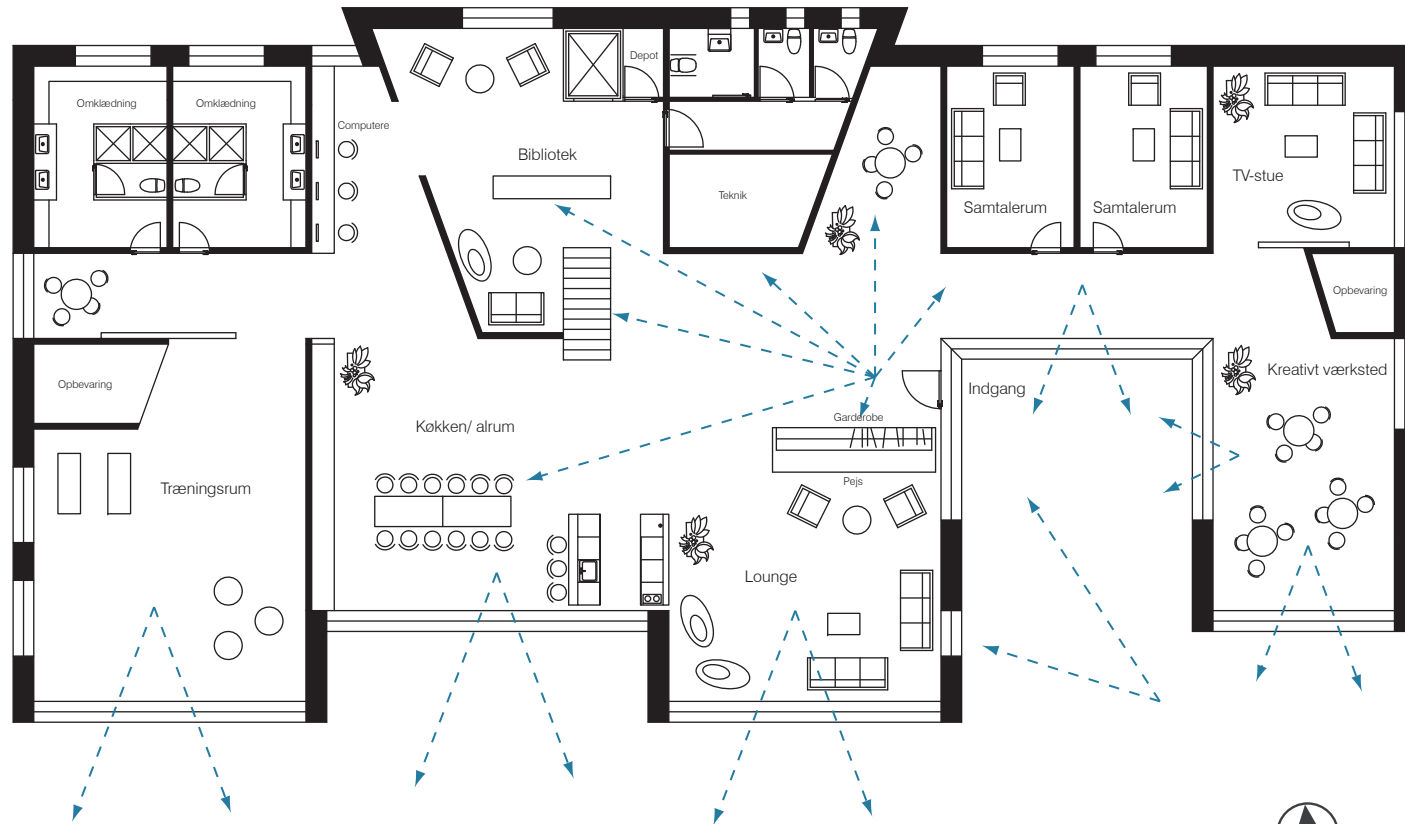 Depot
Omklædning
Omklædning
Computere
Bibliotek
Teknik
TV-stue
Samtalerum
Samtalerum
Opbevaring
Opbevaring
Kreativt værksted
Indgang
Garderobe
Køkken/ alrum
Pejs
Træningsrum
Lounge